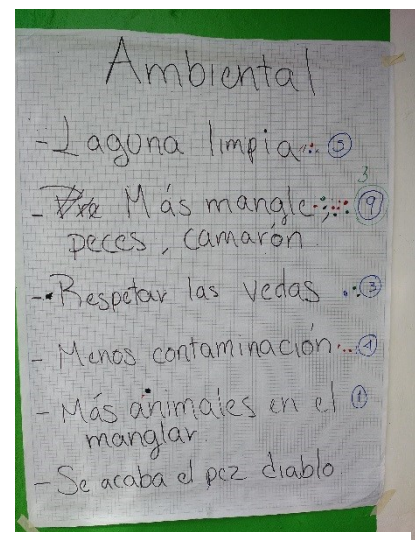 Ambiental
- Laguna limpia 5
3
- Más mangle, 9
peces, camarón
- Respetar las vedas 3
- Menos contaminación 4
- Más animales en el 1
manglar.
- Se acaba el pez diablo